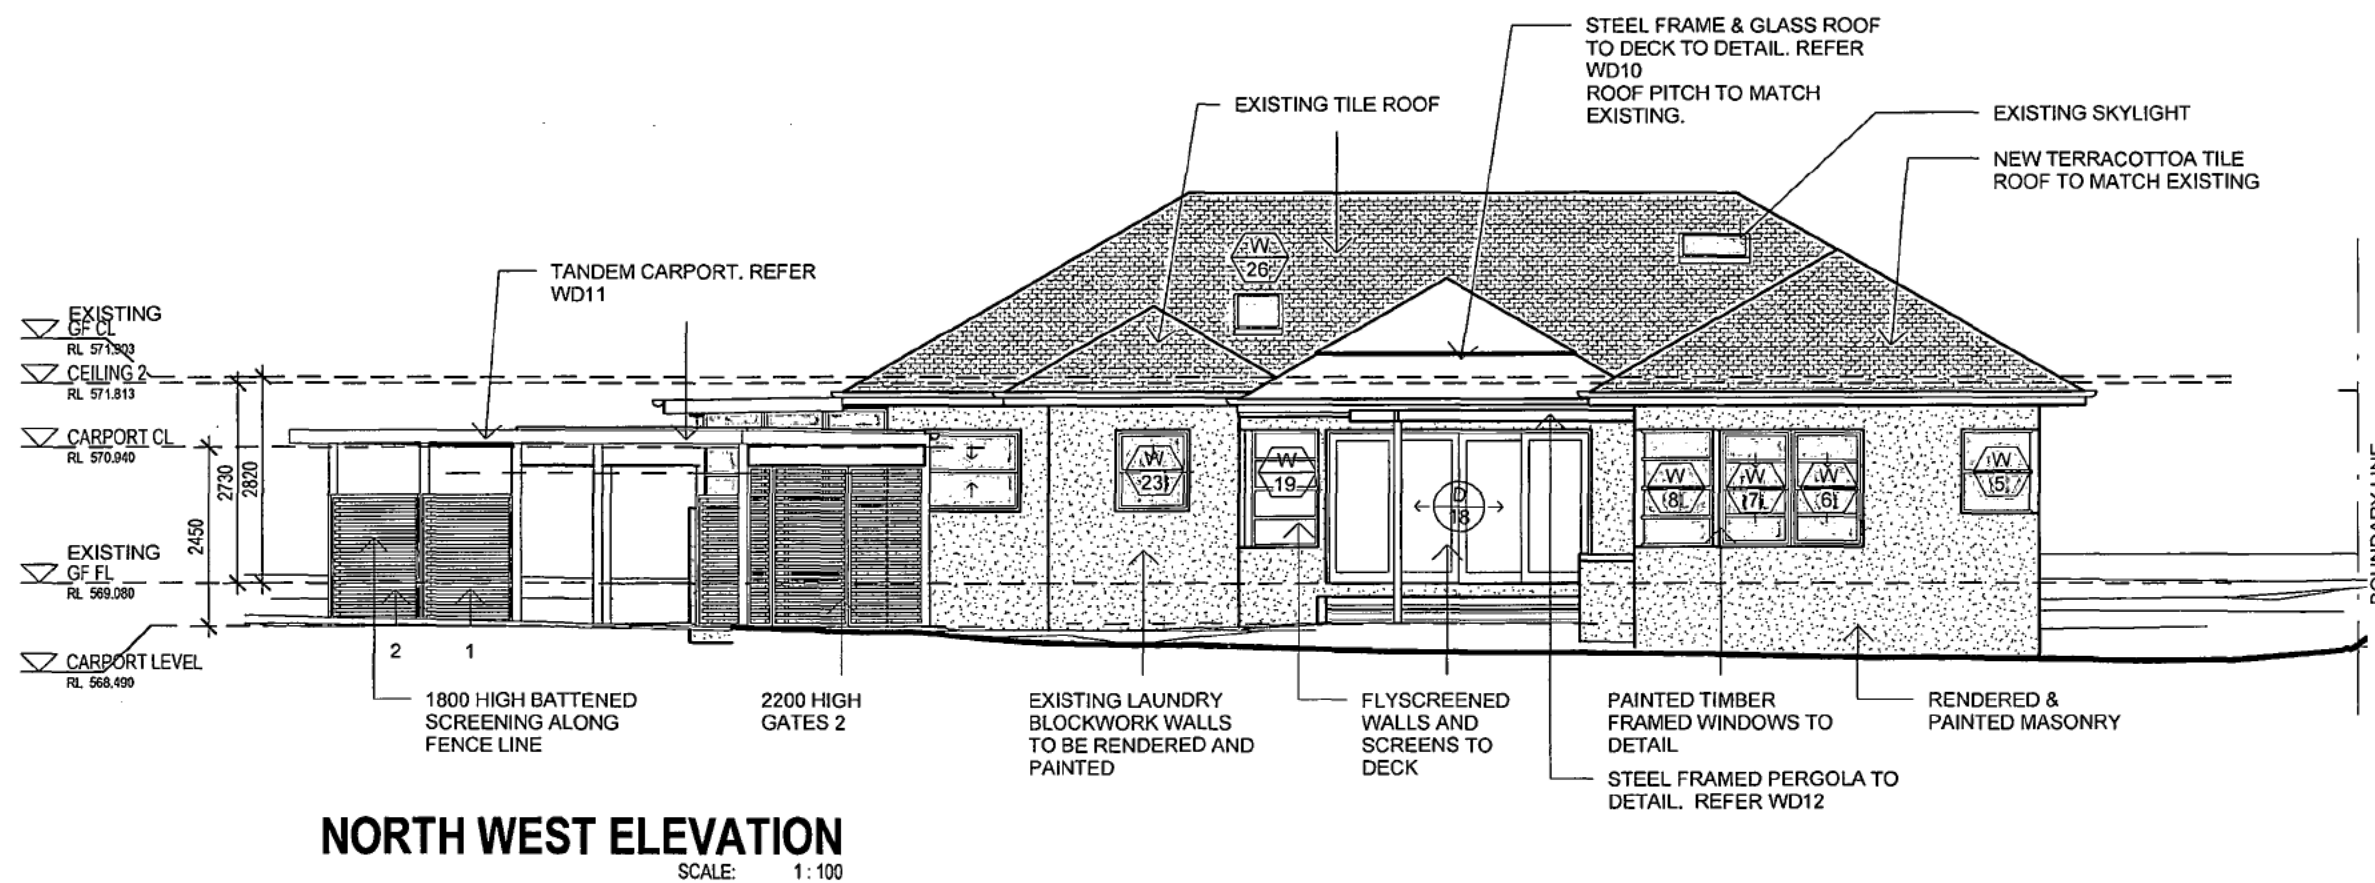 STEEL FRAME & GLASS ROOF
TO DECK TO DETAIL. REFER
WD10
ROOF PITCH TO MATCH
EXISTING.
EXISTING TILE ROOF
EXISTING SKYLIGHT
NEW TERRACOTTOA TILE
ROOF TO MATCH EXISTING
TANDEM CARPORT. REFER
WD11
EXISTING
GF CL
RL 571.903
CEILING 2
RL 571.813
CARPORT CL
RL 570.940
EXISTING
GF FL
RL 569.080
CARPORT LEVEL
RL 568.490
2730
2820
2450
W
26
W
23
W
19
D
18
W
8
W
7
W
6
W
5
BOUNDARY LINE
2
1
1800 HIGH BATTENED
SCREENING ALONG
FENCE LINE
2200 HIGH
GATES 2
EXISTING LAUNDRY
BLOCKWORK WALLS
TO BE RENDERED AND
PAINTED
FLYSCREENED
WALLS AND
SCREENS TO
DECK
PAINTED TIMBER
FRAMED WINDOWS TO
DETAIL
STEEL FRAMED PERGOLA TO
DETAIL. REFER WD12
RENDERED &
PAINTED MASONRY
NORTH WEST ELEVATION
SCALE: 1 : 100